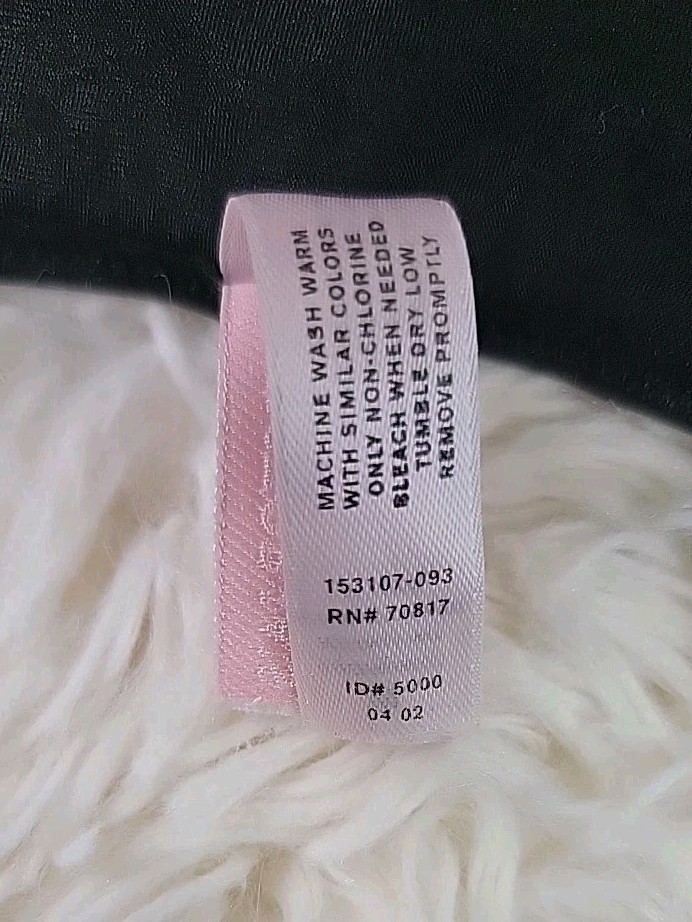 MACHINE WASH WARM
WITH SIMILAR COLORS
ONLY NON-CHLORINE
BLEACH WHEN NEEDED
TUMBLE DRY LOW
REMOVE PROMPTLY
153107-093
RN# 70817
ID# 5000
04 02